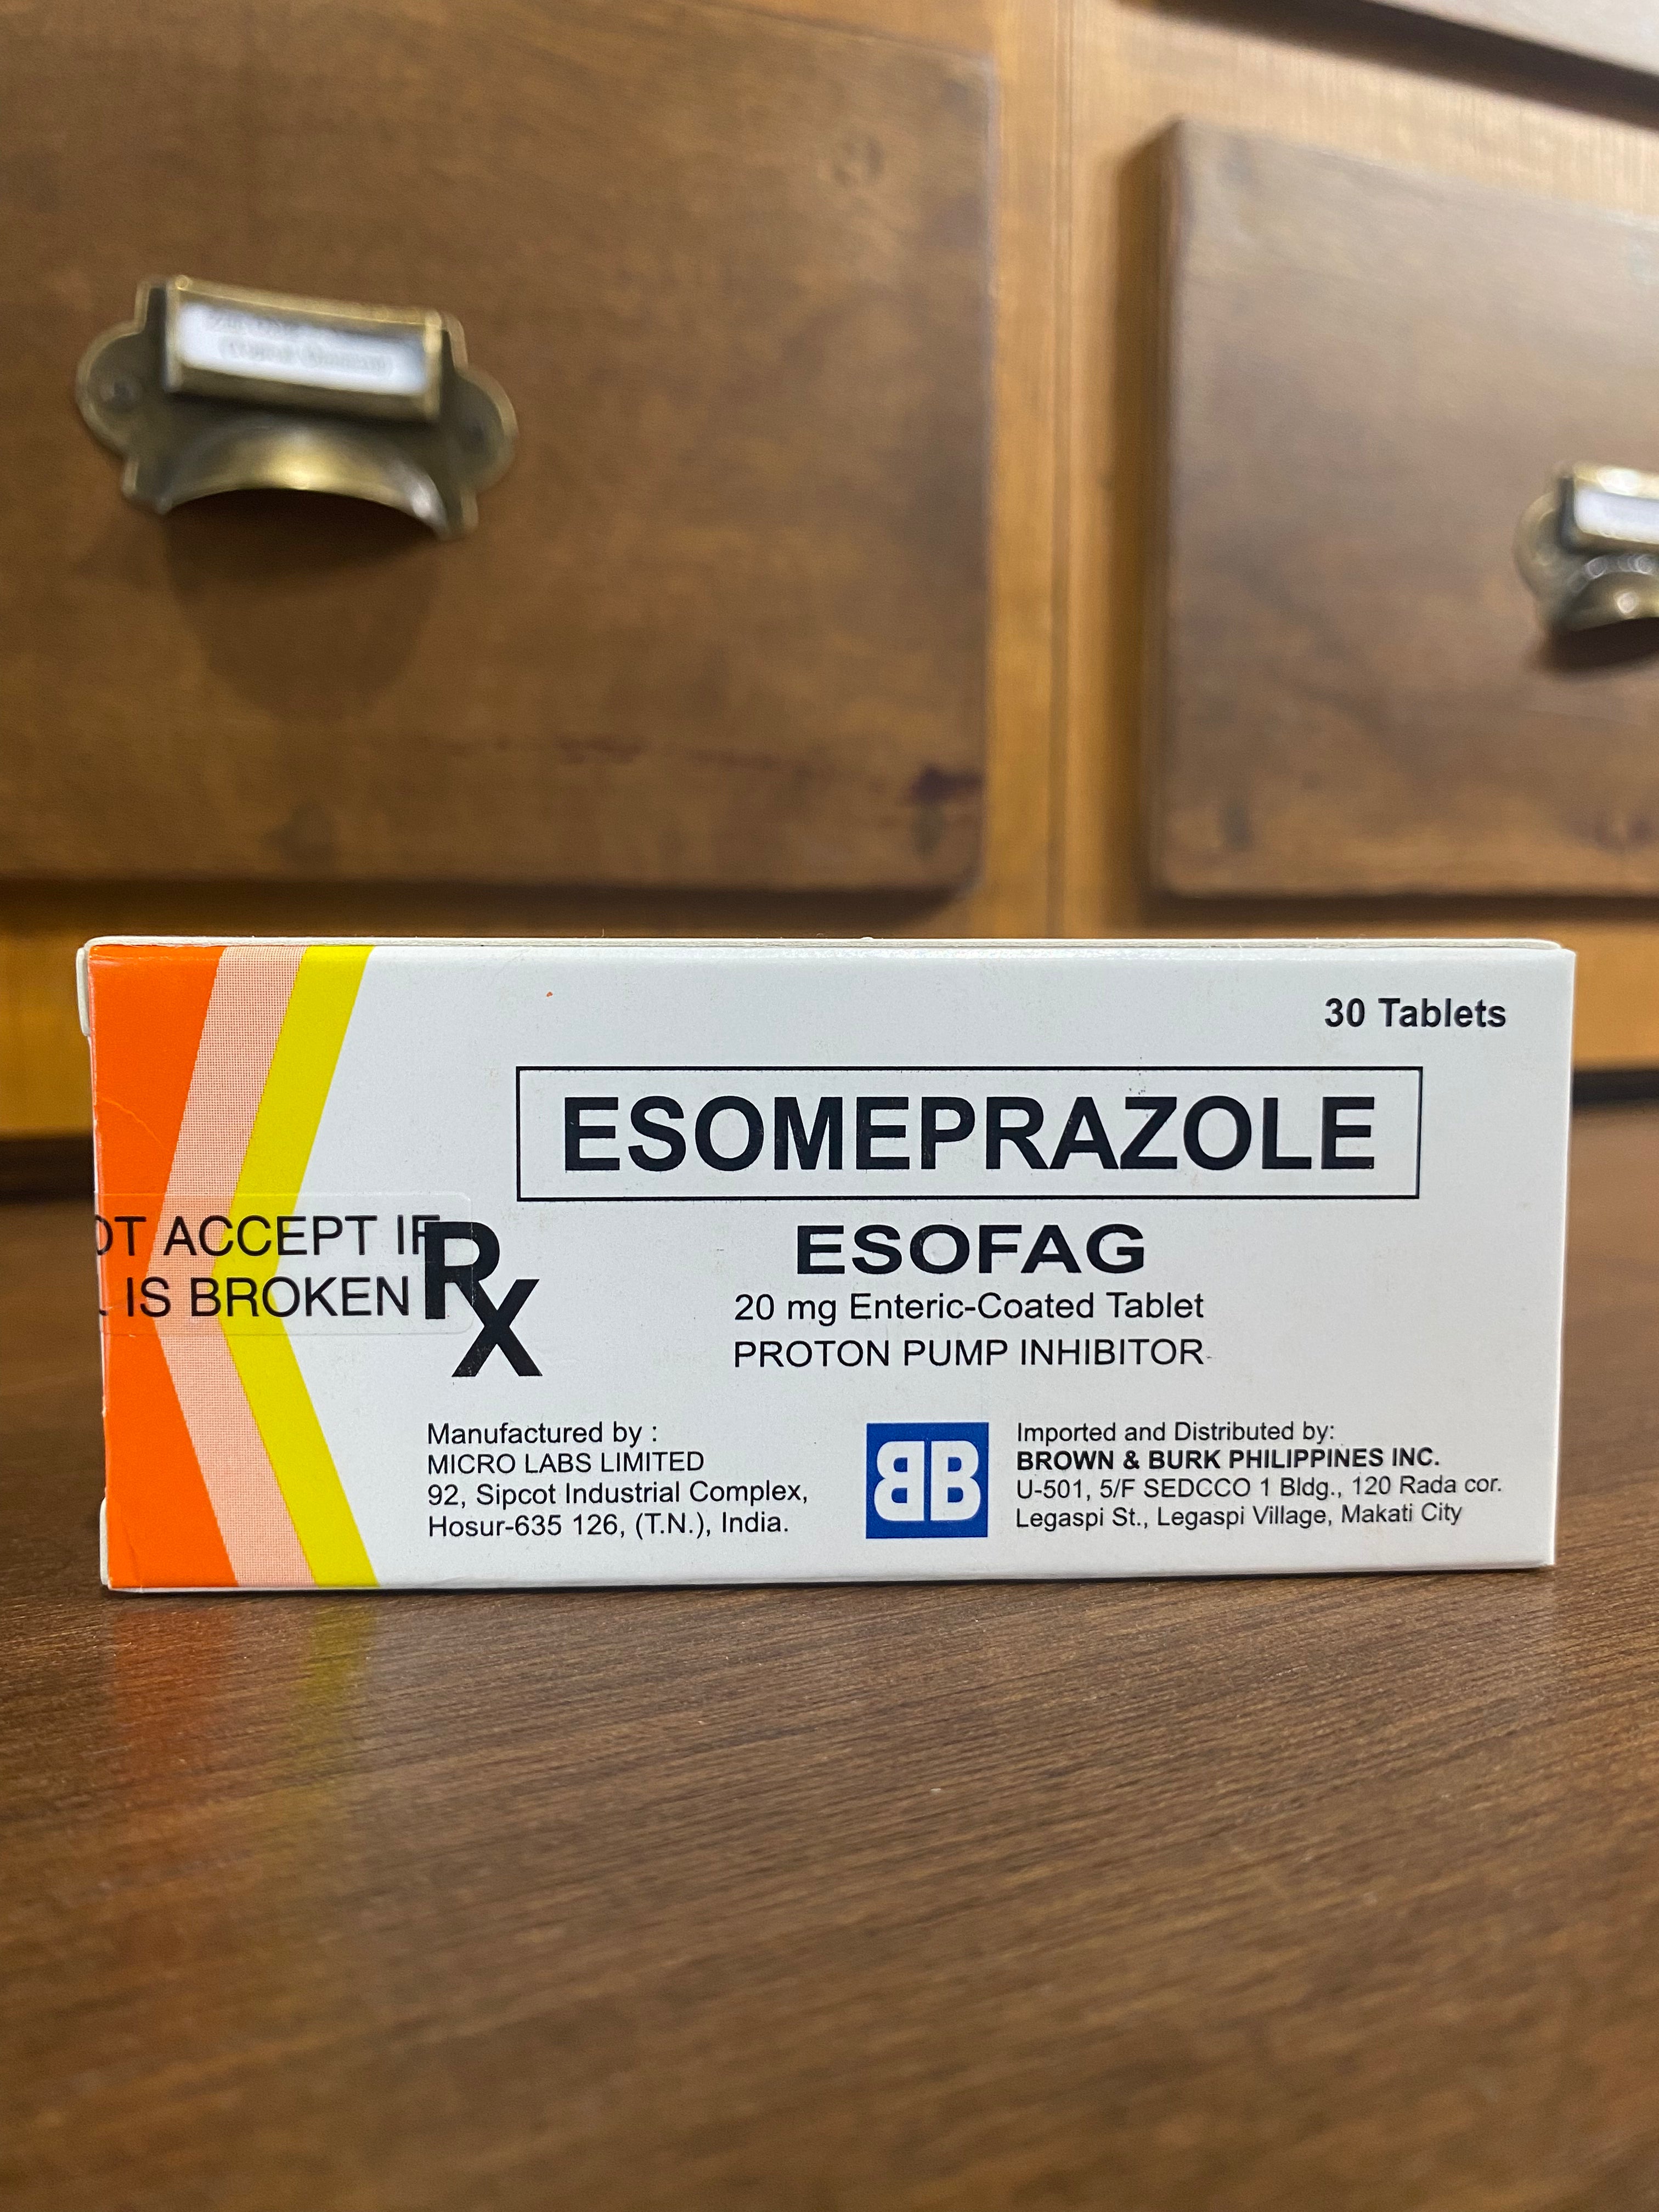 30 Tablets
ESOMEPRAZOLE
OT ACCEPT IF
IS BROKEN
Rx
ESOFAG
20 mg Enteric-Coated Tablet
PROTON PUMP INHIBITOR
Manufactured by :
MICRO LABS LIMITED
92, Sipcot Industrial Complex,
Hosur-635 126, (T.N.), India.
BB
Imported and Distributed by:
BROWN & BURK PHILIPPINES INC.
U-501, 5/F SEDCCO 1 Bldg., 120 Rada cor.
Legaspi St., Legaspi Village, Makati City